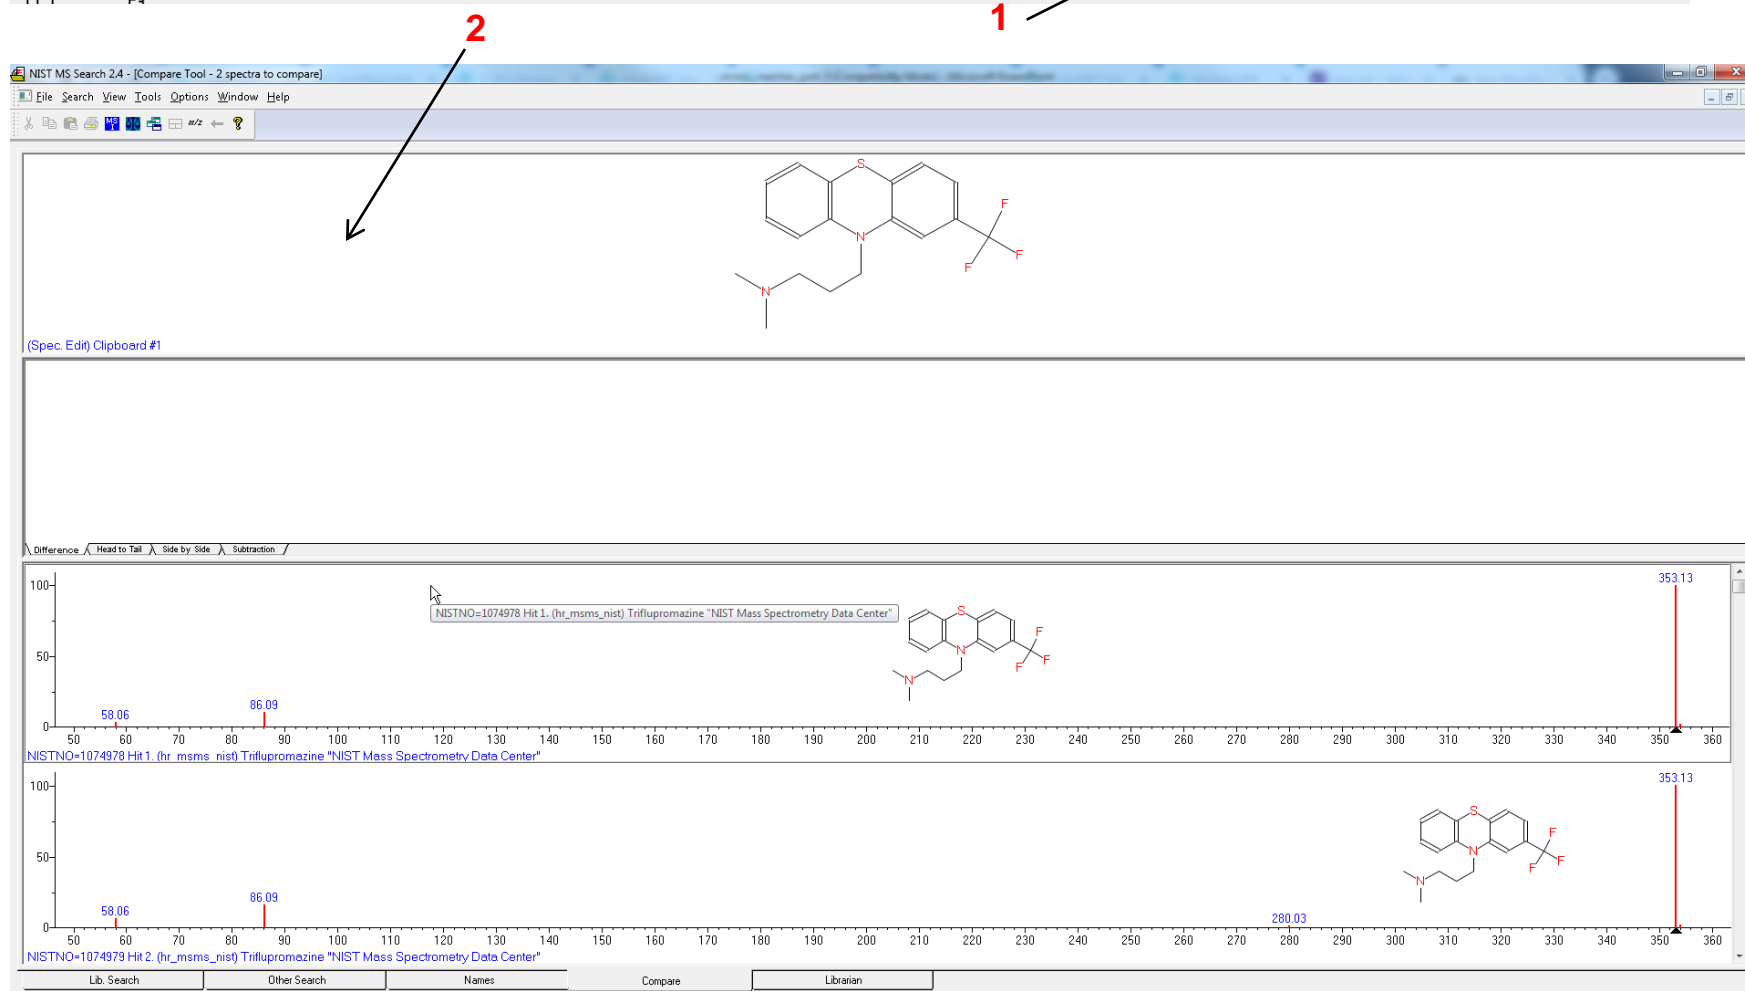 1
2
NIST MS Search 2.4 - [Compare Tool - 2 spectra to compare]
File Search View Tools Options Window Help
MS m/z ?
S
F
F
F
N
N
(Spec. Edit) Clipboard #1
Difference Head to Tail Side by Side Subtraction
100
353.13
NISTNO=1074978 Hit 1. (hr_msms_nist) Triflupromazine "NIST Mass Spectrometry Data Center"
S
F
F
F
N
N
50
86.09
58.06
0
50 60 70 80 90 100 110 120 130 140 150 160 170 180 190 200 210 220 230 240 250 260 270 280 290 300 310 320 330 340 350 360
NISTNO=1074978 Hit 1. (hr_msms_nist) Triflupromazine "NIST Mass Spectrometry Data Center"
100
353.13
S
F
F
F
N
N
50
86.09
58.06
280.03
0
50 60 70 80 90 100 110 120 130 140 150 160 170 180 190 200 210 220 230 240 250 260 270 280 290 300 310 320 330 340 350 360
NISTNO=1074979 Hit 2. (hr_msms_nist) Triflupromazine "NIST Mass Spectrometry Data Center"
Lib. Search Other Search Names Compare Librarian